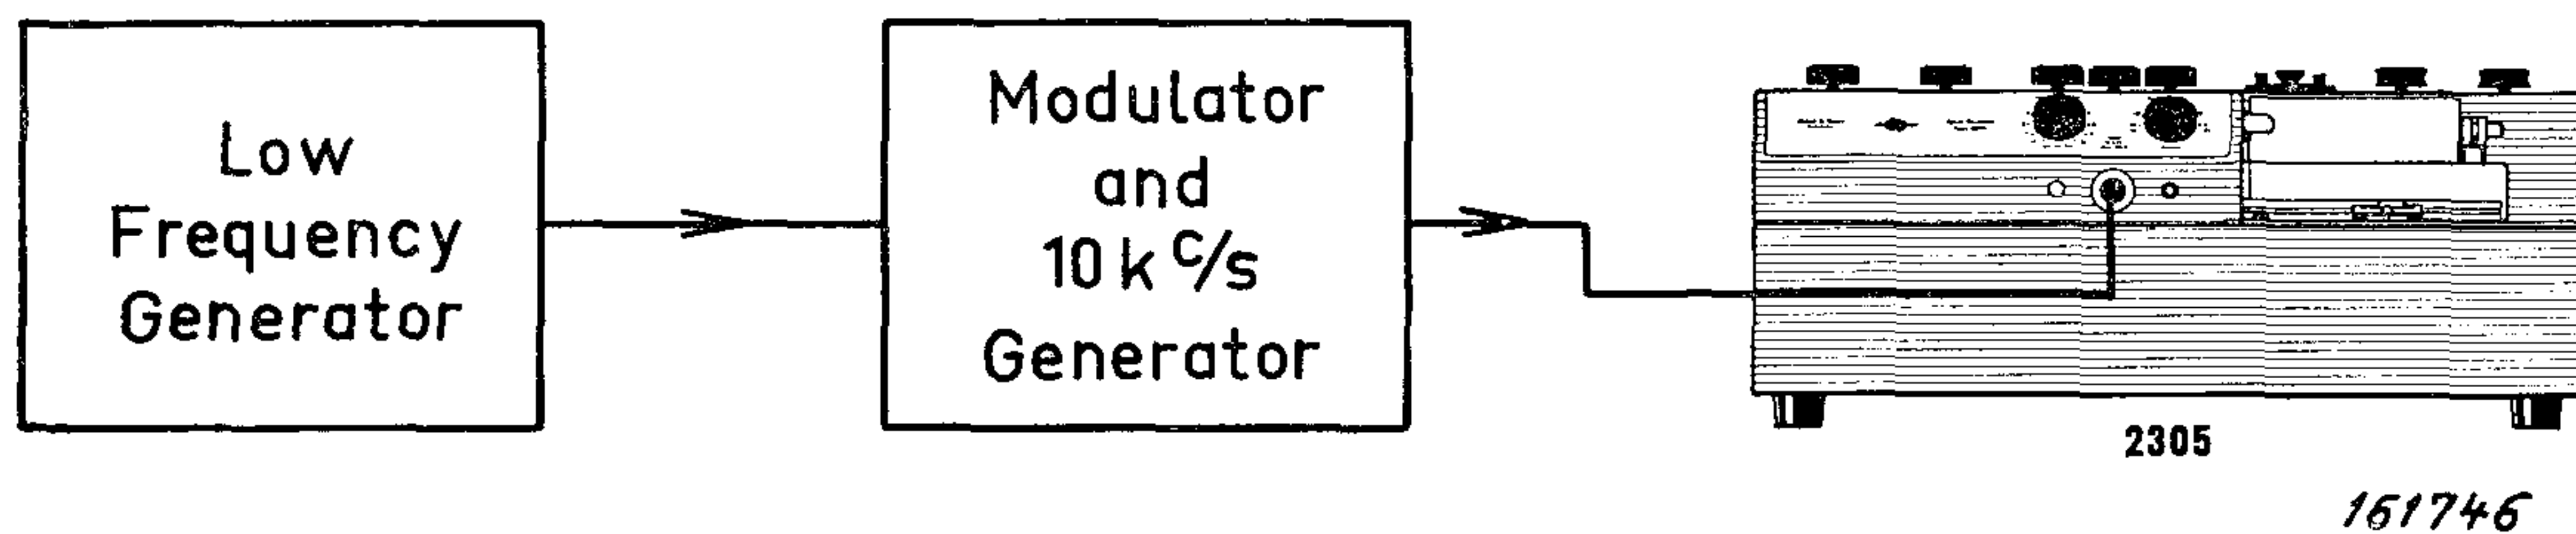 Low
Frequency
Generator
Modulator
and
10 k c/s
Generator
2305
161746